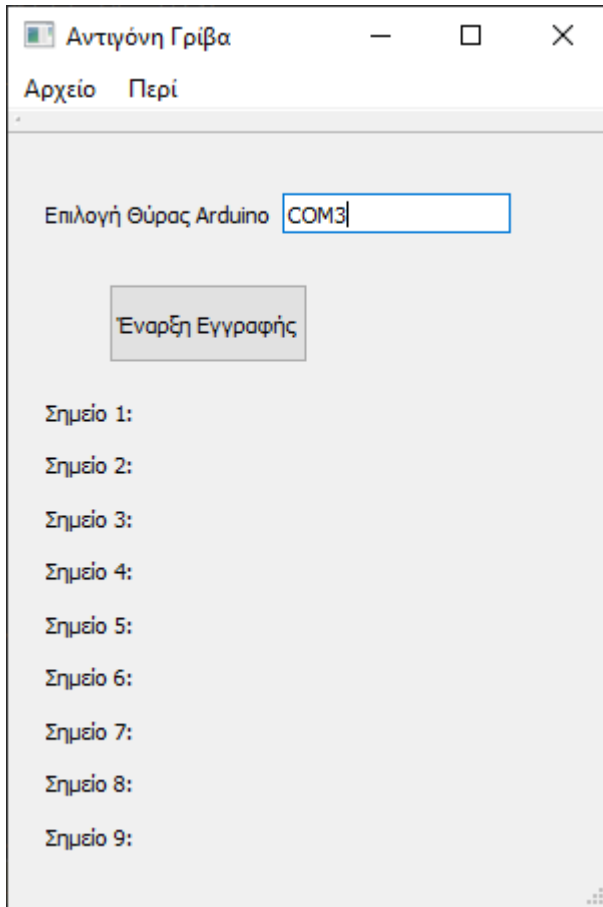 Αντιγόνη Γρίβα
Αρχείο Περί
Επιλογή Θύρας Arduino COM3
Έναρξη Εγγραφής
Σημείο 1:
Σημείο 2:
Σημείο 3:
Σημείο 4:
Σημείο 5:
Σημείο 6:
Σημείο 7:
Σημείο 8:
Σημείο 9: